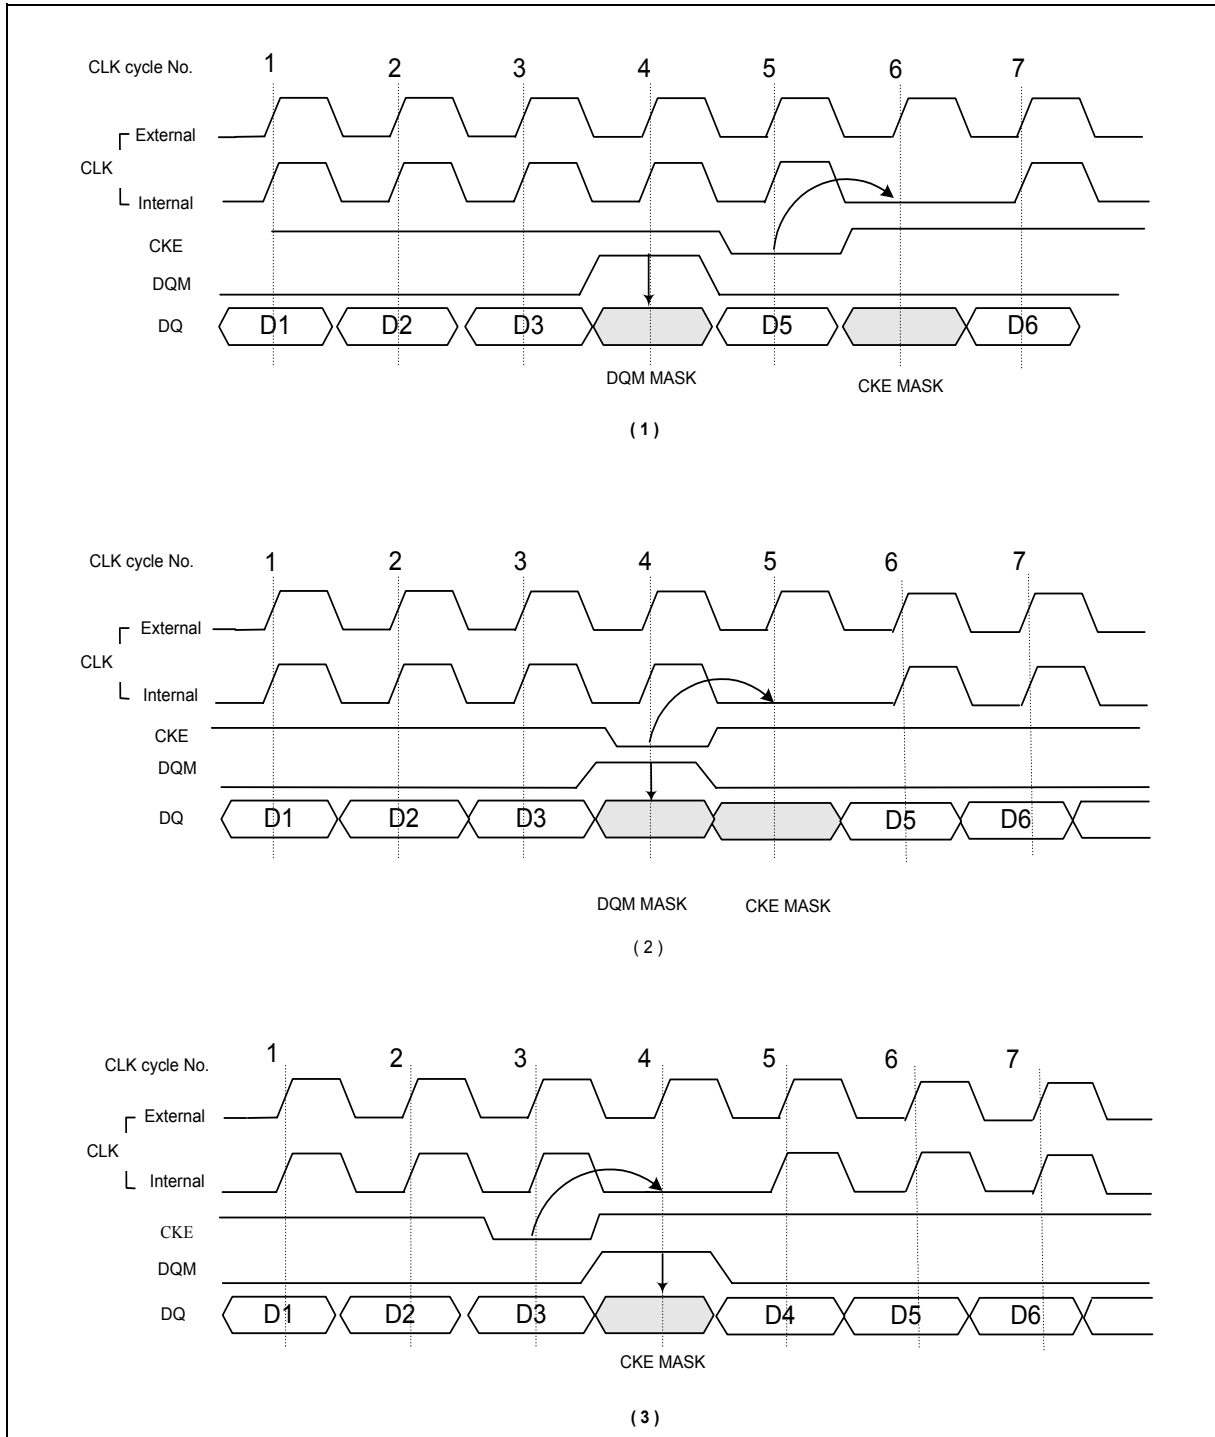 CLK cycle No. 1 2 3 4 5 6 7
External
CLK
Internal
CKE
DQM
DQ D1 D2 D3 D5 D6
DQM MASK CKE MASK
( 1 )
CLK cycle No. 1 2 3 4 5 6 7
External
CLK
Internal
CKE
DQM
DQ D1 D2 D3 D5 D6
DQM MASK CKE MASK
( 2 )
CLK cycle No. 1 2 3 4 5 6 7
External
CLK
Internal
CKE
DQM
DQ D1 D2 D3 D4 D5 D6
CKE MASK
( 3 )